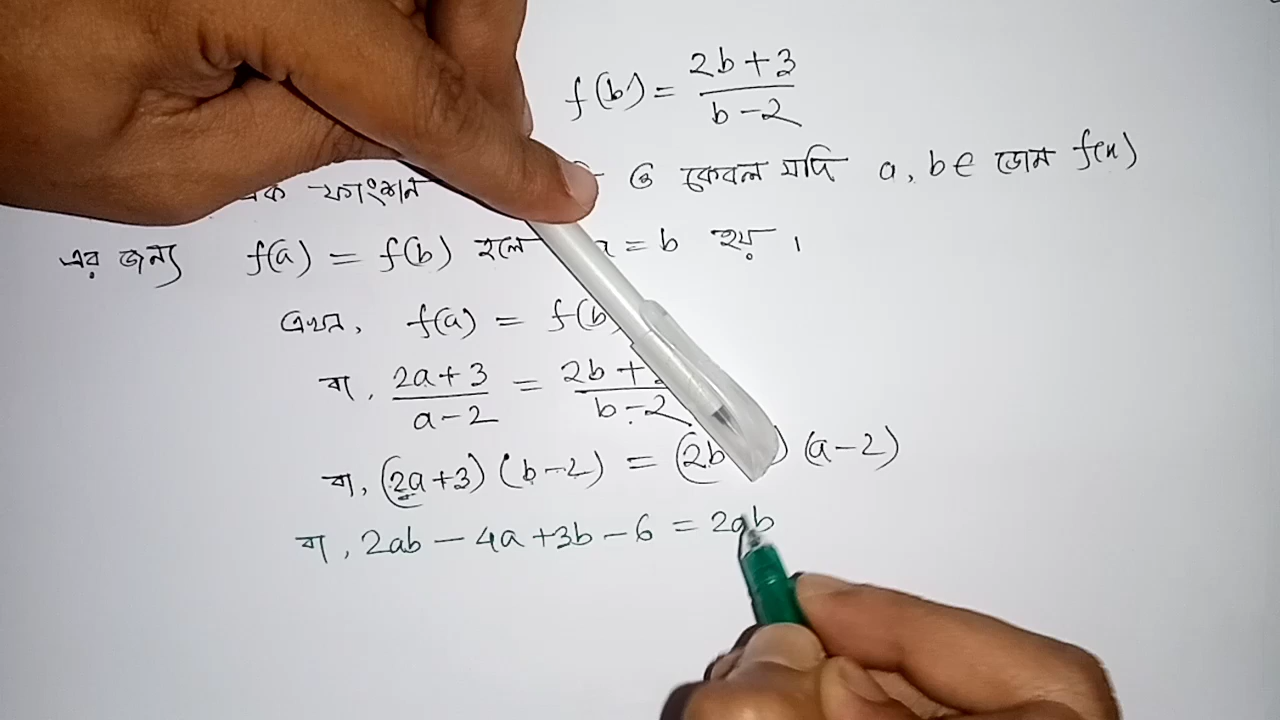 f(b) = (2b+3)/(b-2)
ফাংশন ও কেবল যদি a, b ∈ ডোম f(x)
এর জন্য f(a) = f(b) হলে = b হয়।
এখন, f(a) = f(b
বা, (2a+3)/(a-2) = (2b+)/(b-2)
বা, (2a+3)(b-2) = (2b )(a-2)
বা, 2ab - 4a + 3b - 6 = 2ab